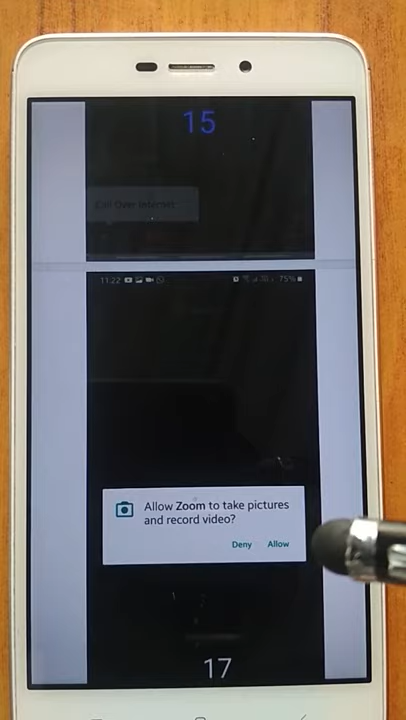 15
Call Over Internet
11:22
75%
Allow Zoom to take pictures
and record video?
Deny Allow
17